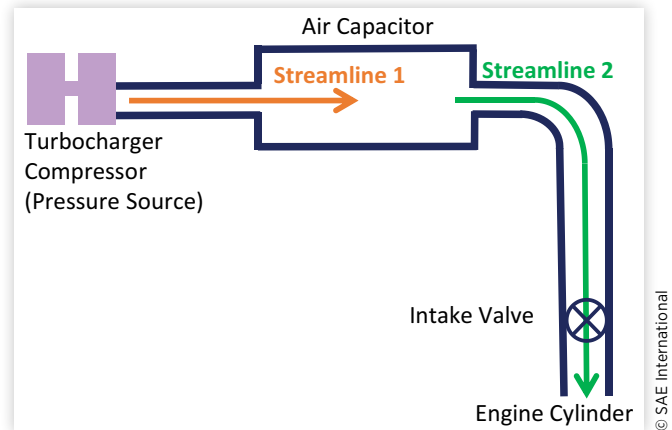 Air Capacitor
Streamline 1
Streamline 2
Turbocharger
Compressor
(Pressure Source)
Intake Valve
Engine Cylinder
© SAE International